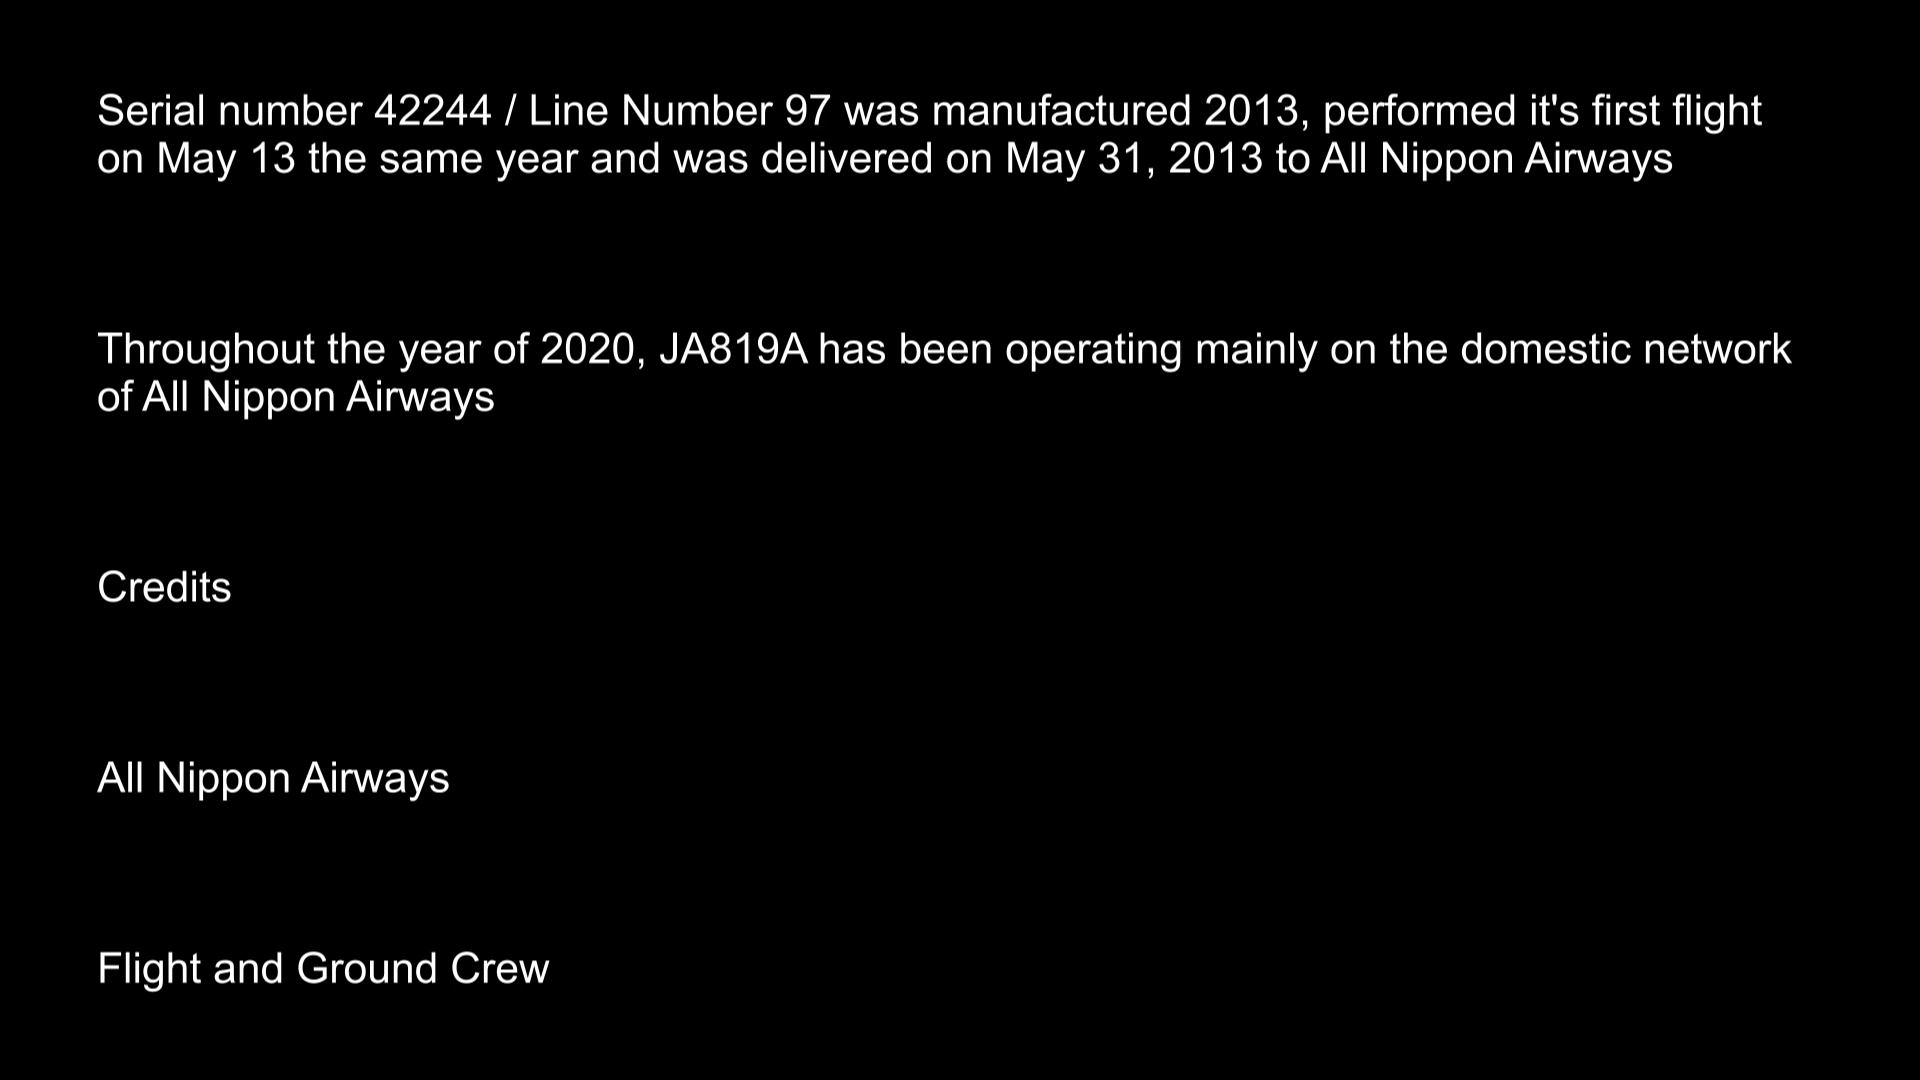 Serial number 42244 / Line Number 97 was manufactured 2013, performed it's first flight
on May 13 the same year and was delivered on May 31, 2013 to All Nippon Airways
Throughout the year of 2020, JA819A has been operating mainly on the domestic network
of All Nippon Airways
Credits
All Nippon Airways
Flight and Ground Crew